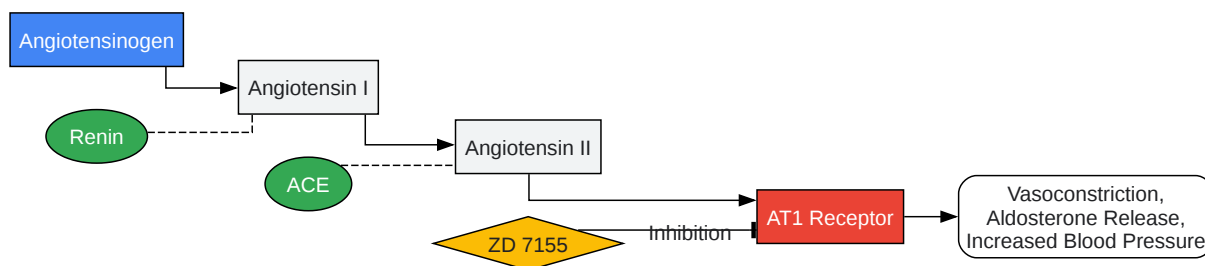 Angiotensinogen
Angiotensin I
Renin
Angiotensin II
ACE
AT1 Receptor
Vasoconstriction,
Aldosterone Release,
Increased Blood Pressure
ZD 7155
Inhibition